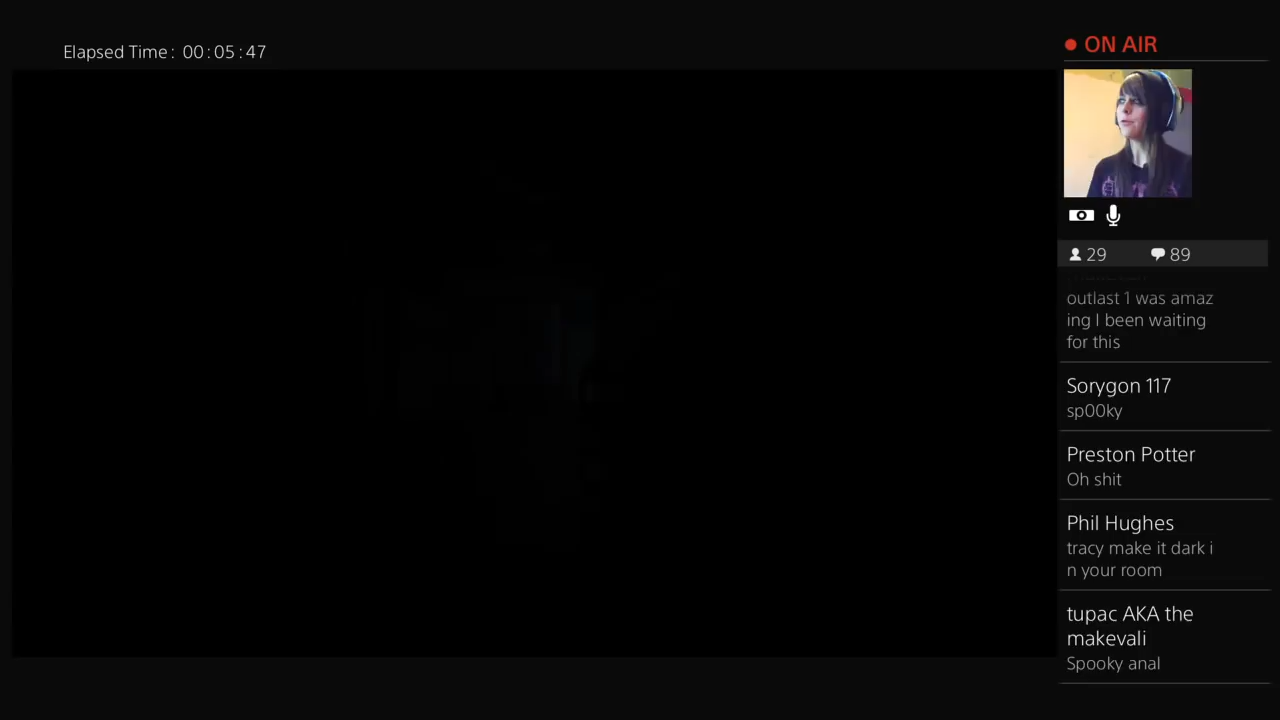 Elapsed Time: 00:05:47
ON AIR
29 89
outlast 1 was amaz
ing I been waiting
for this
Sorygon 117
sp00ky
Preston Potter
Oh shit
Phil Hughes
tracy make it dark i
n your room
tupac AKA the
makevali
Spooky anal